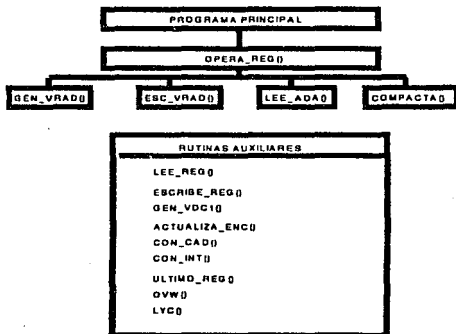 PROGRAMA PRINCIPAL
OPERA_REG()
GEN_VRAD() ESC_VRAD() LEE_ADA() COMPACTA()
RUTINAS AUXILIARES
LEE_REG()
ESCRIBE_REG()
GEN_VDC1()
ACTUALIZA_ENC()
CON_CAD()
CON_INT()
ULTIMO_REG()
OVW()
LYC()